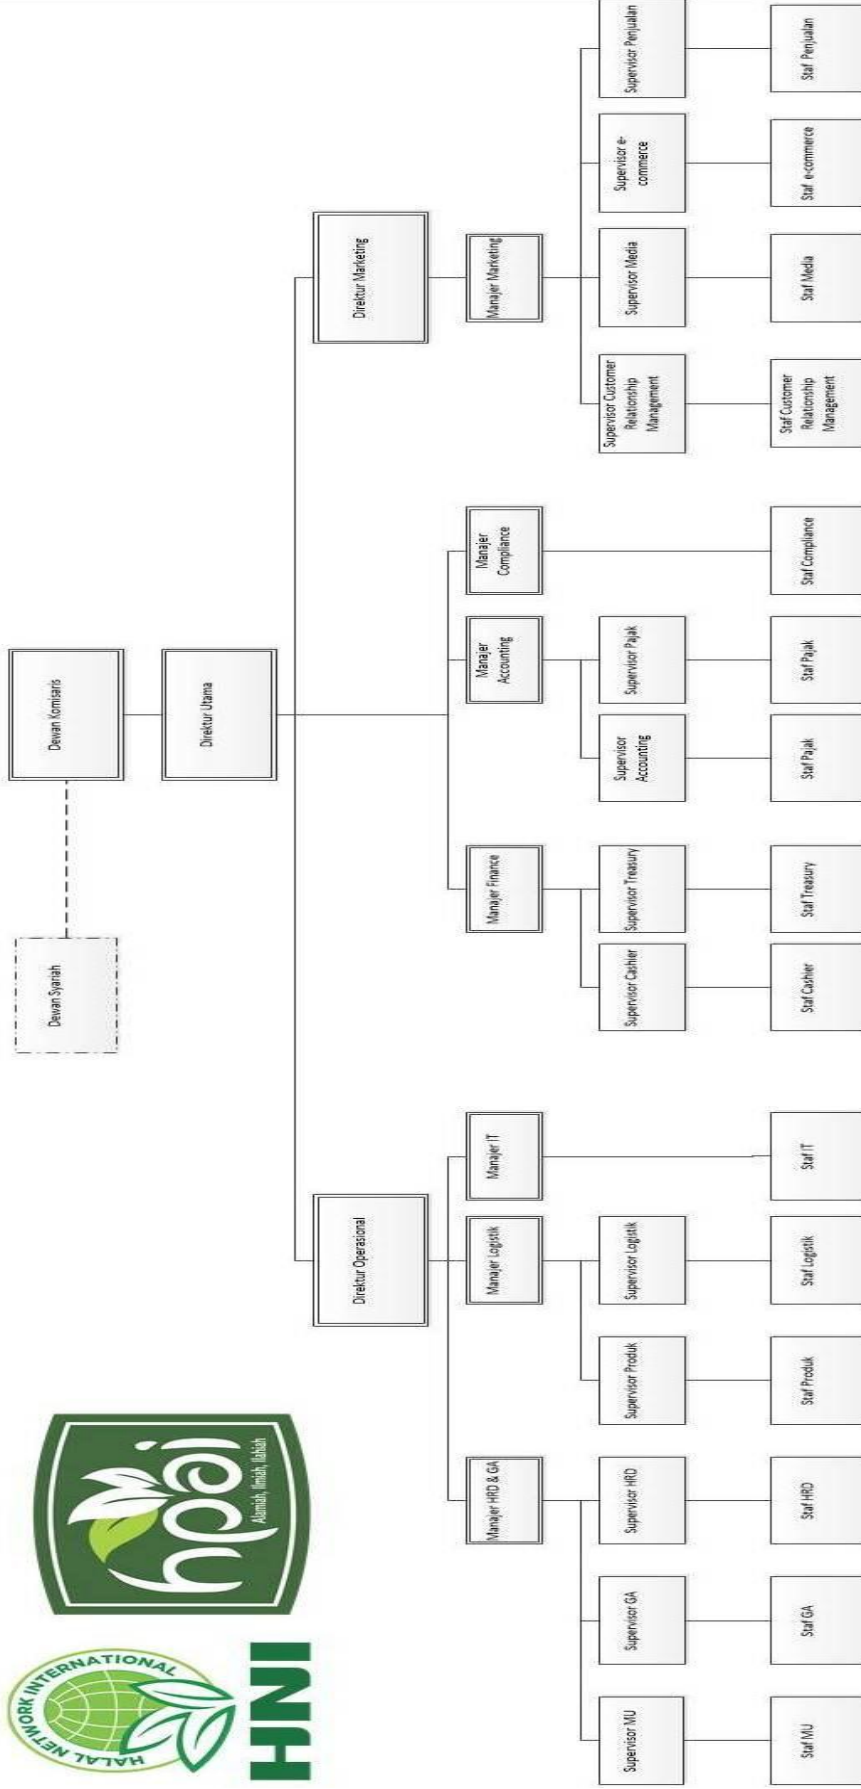 HALAL NETWORK INTERNATIONAL
HNI
hpai
Alamiah, Ilmiah, Ilahiah
Dewan Syariah
Dewan Komisaris
Direktur Utama
Direktur Operasional
Direktur Marketing
Manajer HRD & GA
Manajer Logistik
Manajer IT
Manajer Finance
Manajer
Accounting
Manajer
Compliance
Manajer Marketing
Supervisor MU
Supervisor GA
Supervisor HRD
Supervisor Produk
Supervisor Logistik
Supervisor Cashier
Supervisor Treasury
Supervisor
Accounting
Supervisor Pajak
Supervisor Customer
Relationship
Management
Supervisor Media
Supervisor e-
commerce
Supervisor Penjualan
Staf MU
Staf GA
Staf HRD
Staf Produk
Staf Logistik
Staf IT
Staf Cashier
Staf Treasury
Staf Pajak
Staf Pajak
Staf Compliance
Staf Customer
Relationship
Management
Staf Media
Staf e-commerce
Staf Penjualan